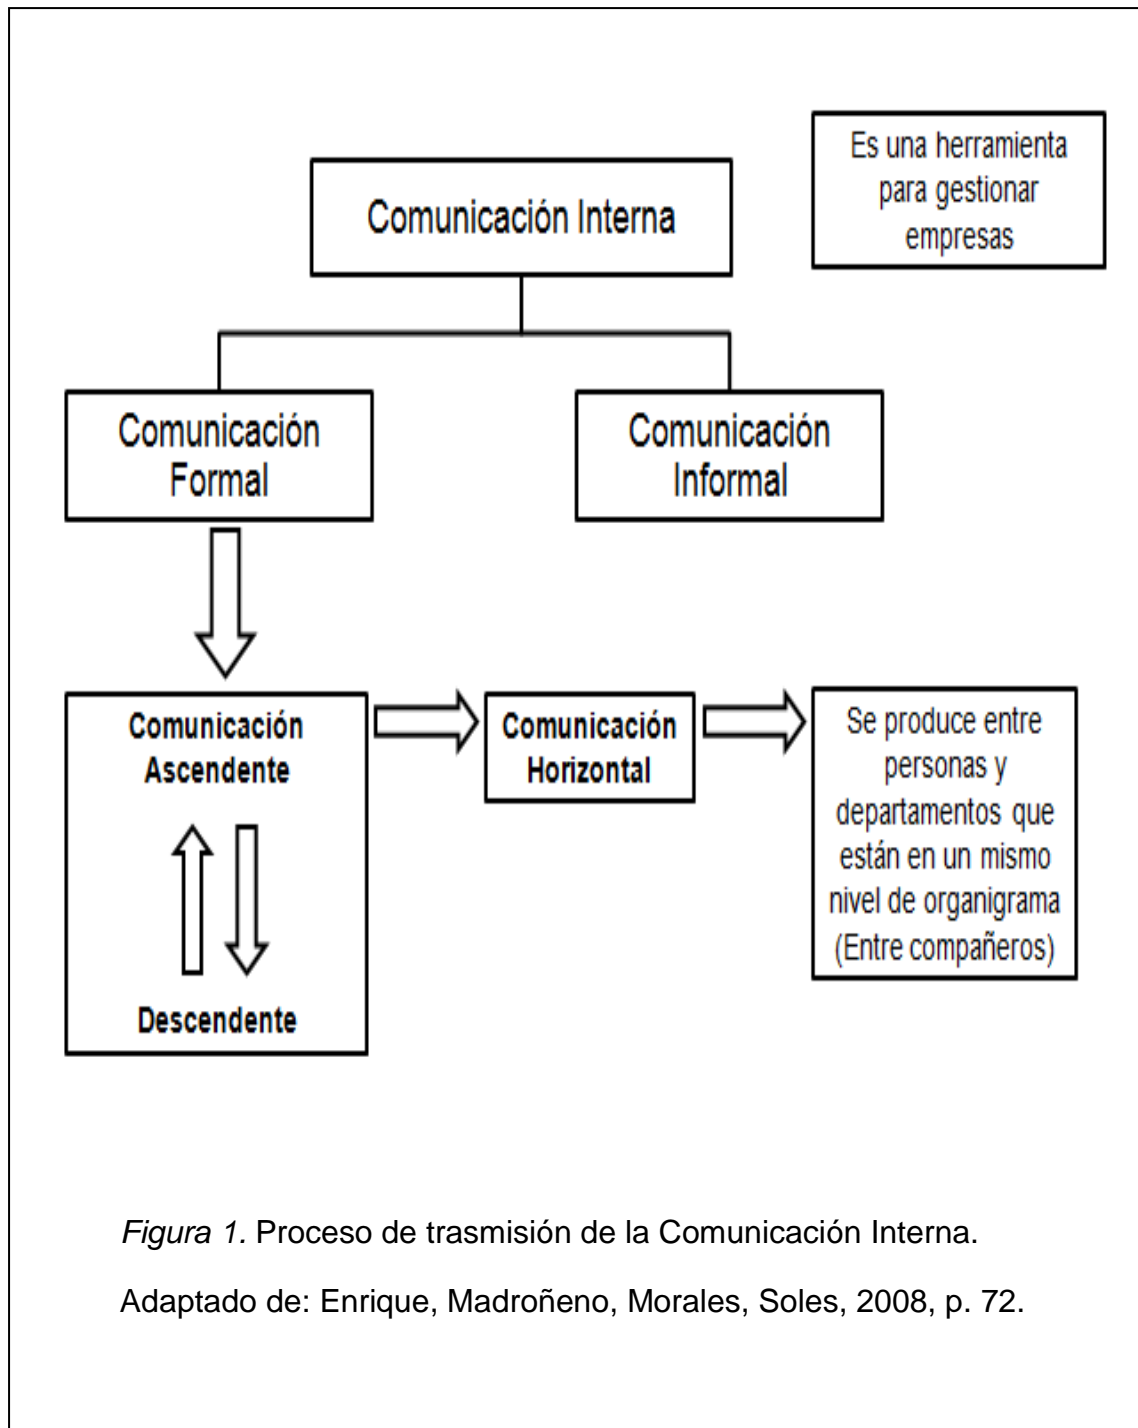 Es una herramienta
para gestionar
empresas
Comunicación Interna
Comunicación
Formal
Comunicación
Informal
Comunicación
Ascendente
Descendente
Comunicación
Horizontal
Se produce entre
personas y
departamentos que
están en un mismo
nivel de organigrama
(Entre compañeros)
Figura 1. Proceso de trasmisión de la Comunicación Interna.
Adaptado de: Enrique, Madroñeno, Morales, Soles, 2008, p. 72.